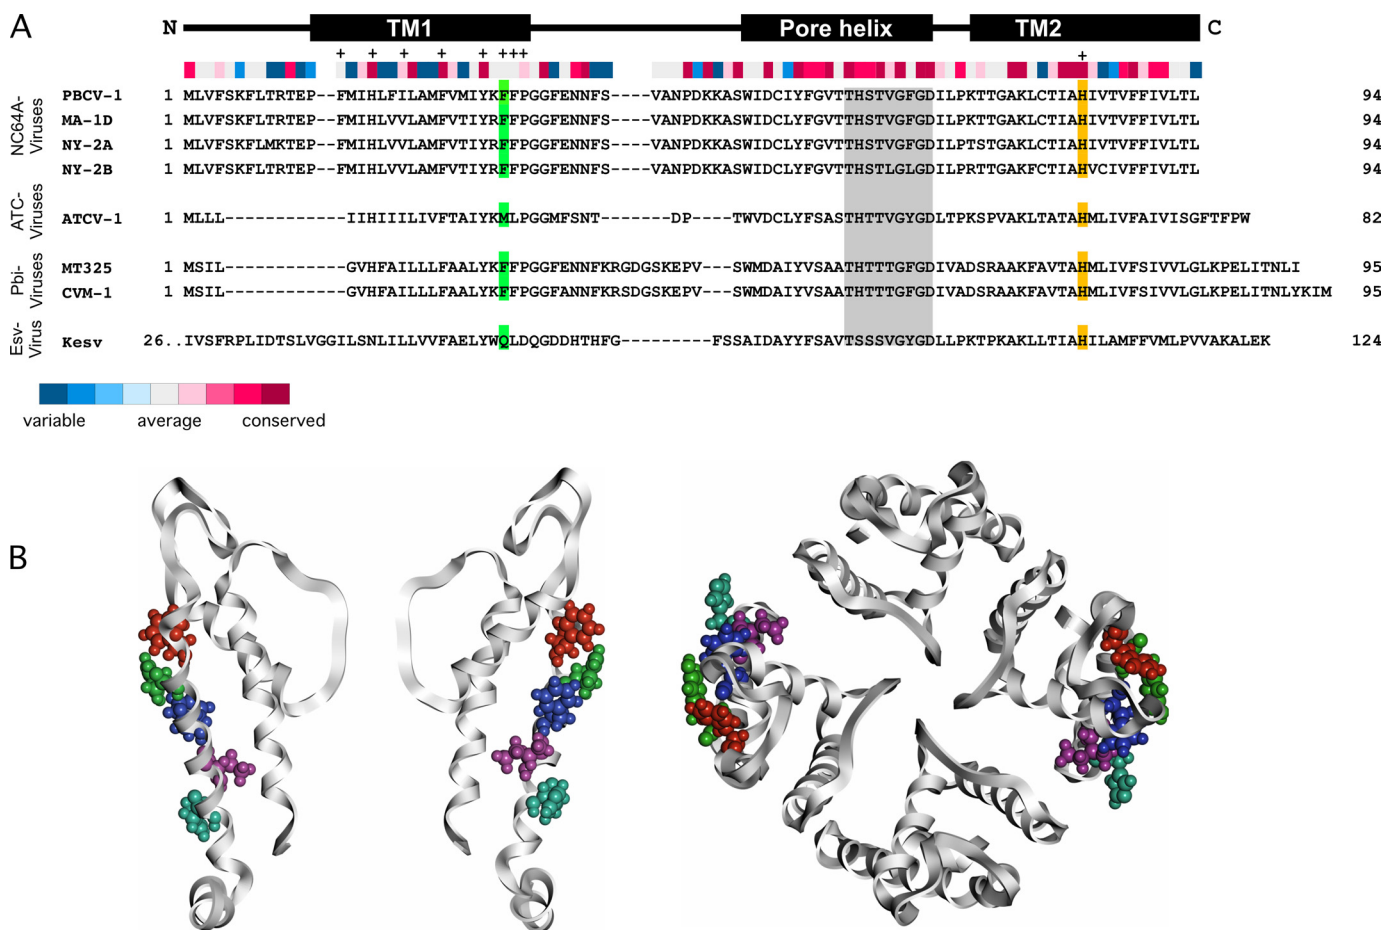 A
N TM1 Pore helix TM2 C
+ + + + + +++ +
NC64A-
Viruses
PBCV-1 1 MLVFSKFLTRTEP--FMIHLFILAMFVMIYKFFPGGFENNFS----VANPDKKASWIDCIYFGVTTHSTVGFGDILPKTTGAKLCTIAHIVTVFFIVLTL 94
MA-1D 1 MLVFSKFLTRTEP--FMIHLVVLAMFVTIYRFFPGGFENNFS----VANPDKKASWIDCIYFGVTTHSTVGFGDILPKTTGAKLCTIAHIVTVFFIVLTL 94
NY-2A 1 MLVFSKFLMKTEP--FMIHLVVLAMFVTIYRFFPGGFENNFS----VANPDKKASWIDCIYFGVTTHSTVGFGDILPTSTGAKLCTIAHIVTVFFIVLTL 94
NY-2B 1 MLVFSKFLTRTEP--FMIHLVVLAMFVTIYRFFPGGFENNFS----VANPDKKASWIDCIYFGVTTHSTLGLGDILPRTTGAKFCTIAHVCIVFFIVLTL 94
ATC-
Viruses
ATCV-1 1 MLLL------------IIHIIILIVFTAIYKMLPGGMFSNT-------DP----TWVDCLYFSASTHTTVGYGDLTPKSPVAKLTATAHMLIVFAIVISGFTFPW 82
Pbi-
Viruses
MT325 1 MSIL------------GVHFAILLLFAALYKFFPGGFENNFKRGDGSKEPV---SWMDAIYVSAATHTTTGFGDIVADSRAAKFAVTAHMLIVFSIVVLGLKPELITNLI 95
CVM-1 1 MSIL------------GVHFAILLLFAALYKFFPGGFANNFKRSDGSKEPV---SWMDAIYVSAATHTTTGFGDIVADSRAAKFAVTAHMLIVFSIVVLGLKPELITNLYKIM 95
Esv-
Virus
Kesv 26.. IVSFRPLIDTSLVGGILSNLILLVVFAELYWQLDQGDDHTHFG---------FSSAIDAYYFSAVTSSSVGYGDLLPKTPKAKLLTIAHILAMFFVMLPVVAKALEK 124
variable average conserved
B